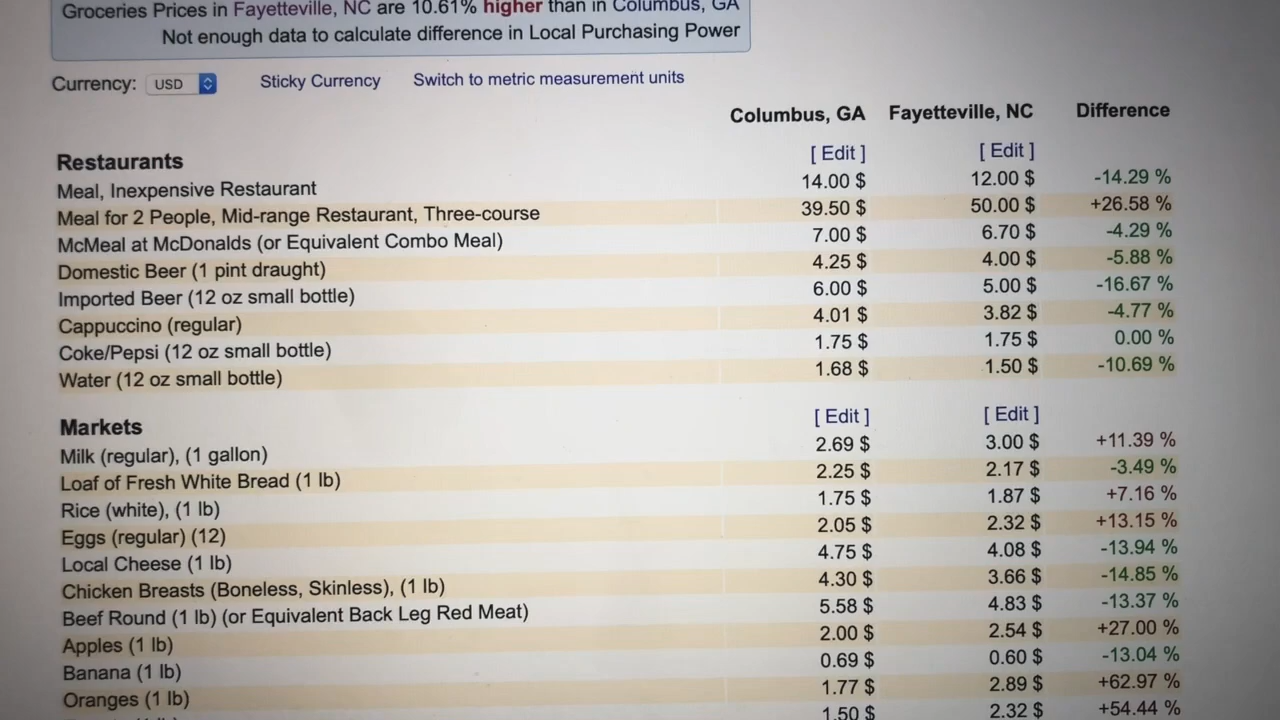 Groceries Prices in Fayetteville, NC are 10.61% higher than in Columbus, GA
Not enough data to calculate difference in Local Purchasing Power
Currency: USD Sticky Currency Switch to metric measurement units
Columbus, GA Fayetteville, NC Difference
Restaurants [ Edit ] [ Edit ]
Meal, Inexpensive Restaurant 14.00 $ 12.00 $ -14.29 %
Meal for 2 People, Mid-range Restaurant, Three-course 39.50 $ 50.00 $ +26.58 %
McMeal at McDonalds (or Equivalent Combo Meal) 7.00 $ 6.70 $ -4.29 %
Domestic Beer (1 pint draught) 4.25 $ 4.00 $ -5.88 %
Imported Beer (12 oz small bottle) 6.00 $ 5.00 $ -16.67 %
Cappuccino (regular) 4.01 $ 3.82 $ -4.77 %
Coke/Pepsi (12 oz small bottle) 1.75 $ 1.75 $ 0.00 %
Water (12 oz small bottle) 1.68 $ 1.50 $ -10.69 %
Markets [ Edit ] [ Edit ]
Milk (regular), (1 gallon) 2.69 $ 3.00 $ +11.39 %
Loaf of Fresh White Bread (1 lb) 2.25 $ 2.17 $ -3.49 %
Rice (white), (1 lb) 1.75 $ 1.87 $ +7.16 %
Eggs (regular) (12) 2.05 $ 2.32 $ +13.15 %
Local Cheese (1 lb) 4.75 $ 4.08 $ -13.94 %
Chicken Breasts (Boneless, Skinless), (1 lb) 4.30 $ 3.66 $ -14.85 %
Beef Round (1 lb) (or Equivalent Back Leg Red Meat) 5.58 $ 4.83 $ -13.37 %
Apples (1 lb) 2.00 $ 2.54 $ +27.00 %
Banana (1 lb) 0.69 $ 0.60 $ -13.04 %
Oranges (1 lb) 1.77 $ 2.89 $ +62.97 %
1.50 $ 2.32 $ +54.44 %